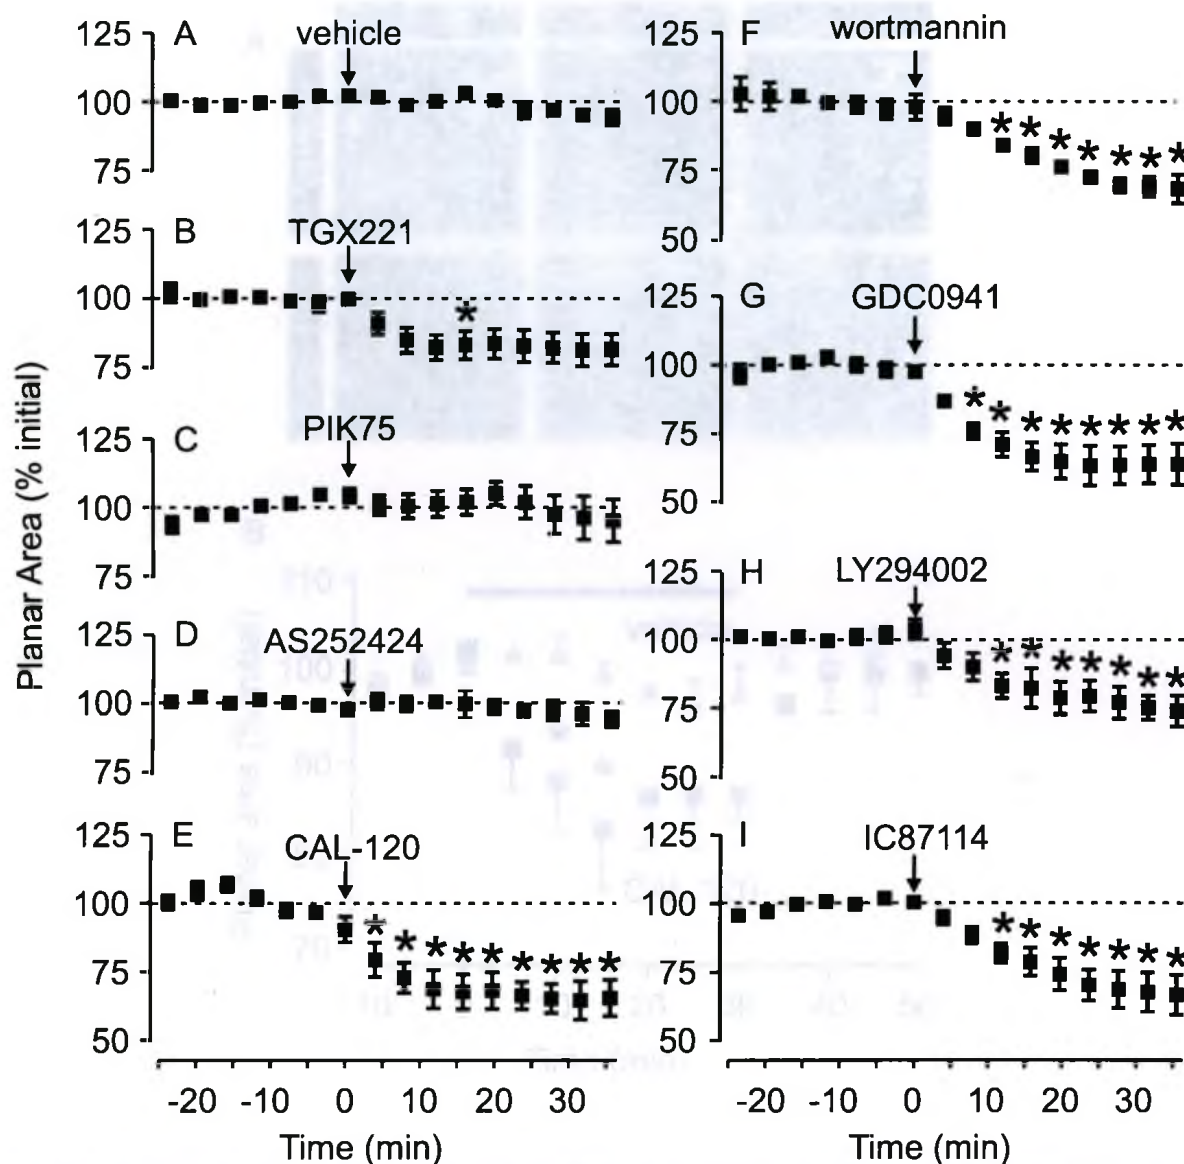 Planar Area (% initial)
A
vehicle
125
100
75
B
TGX221
125
100
75
C
PIK75
125
100
75
D
AS252424
125
100
75
E
CAL-120
125
100
75
50
-20 -10 0 10 20 30
Time (min)
F
wortmannin
125
100
75
50
G
GDC0941
125
100
75
50
H
LY294002
125
100
75
50
I
IC87114
125
100
75
50
-20 -10 0 10 20 30
Time (min)